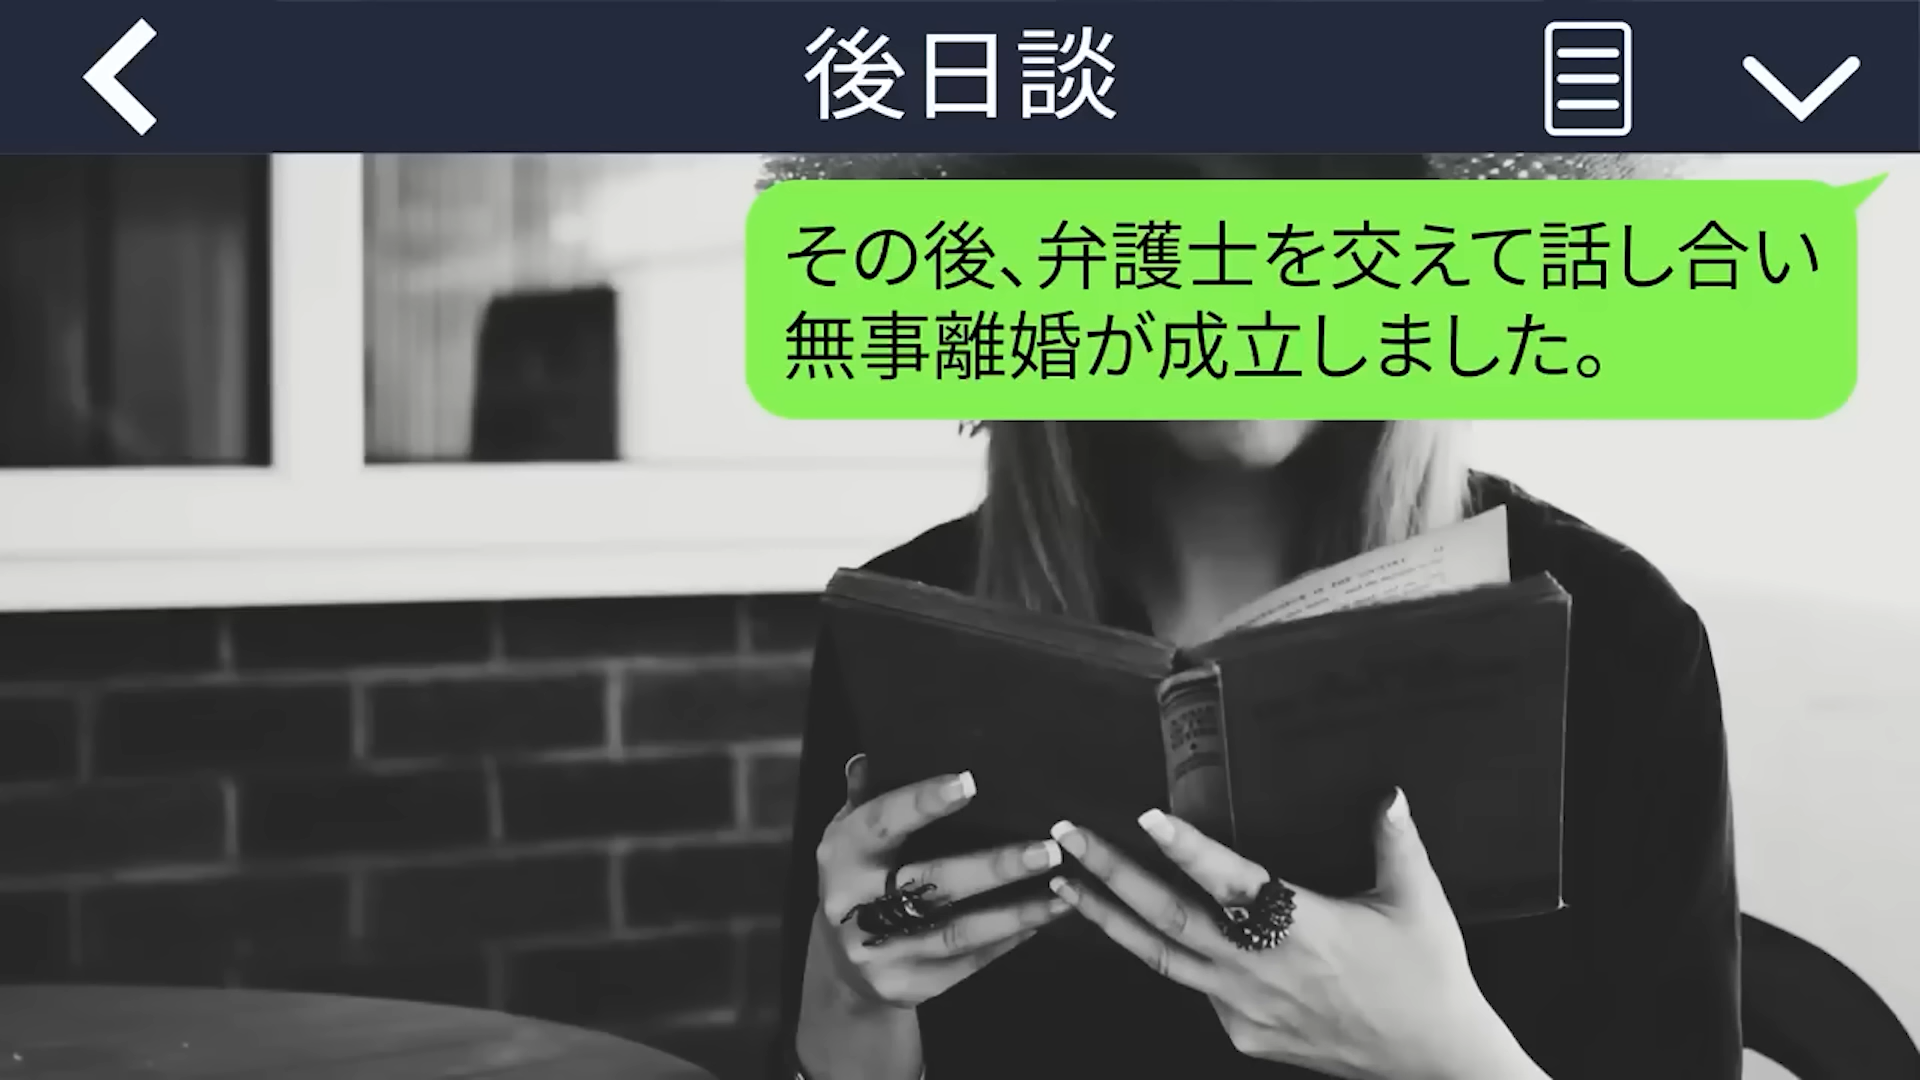 後日談
その後、弁護士を交えて話し合い
無事離婚が成立しました。